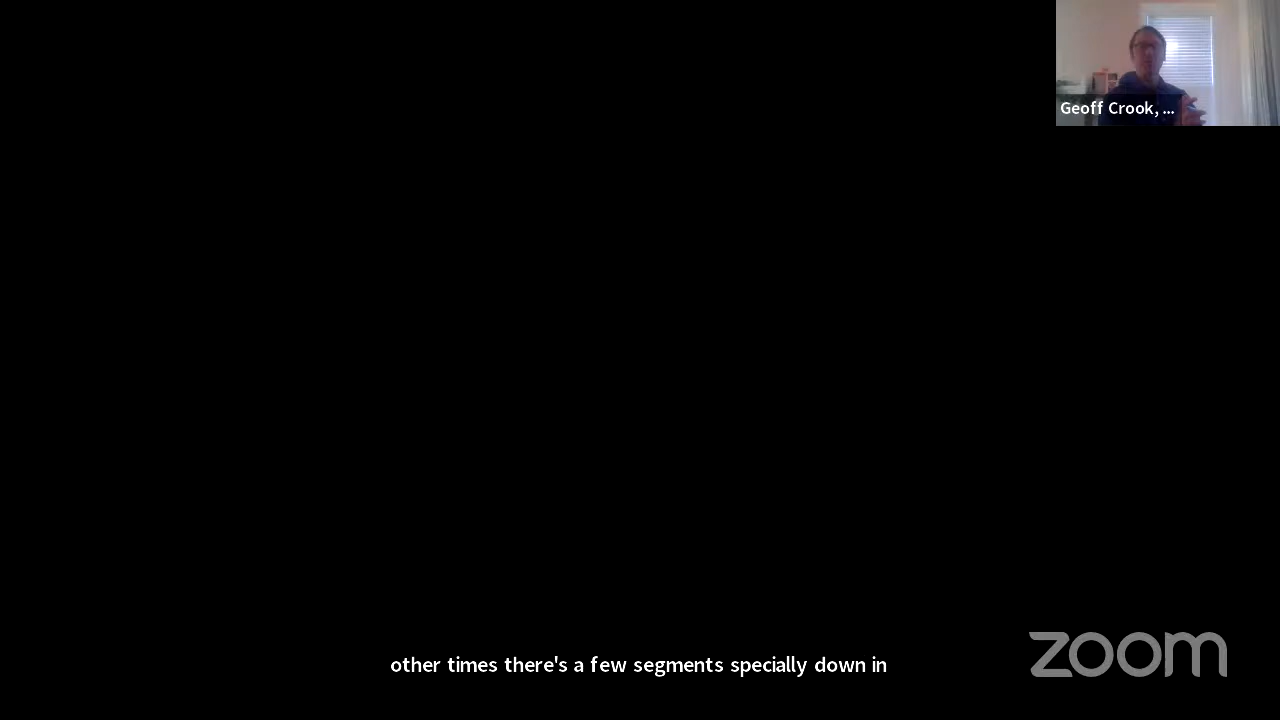 Geoff Crook, ...
other times there's a few segments specially down in
zoom